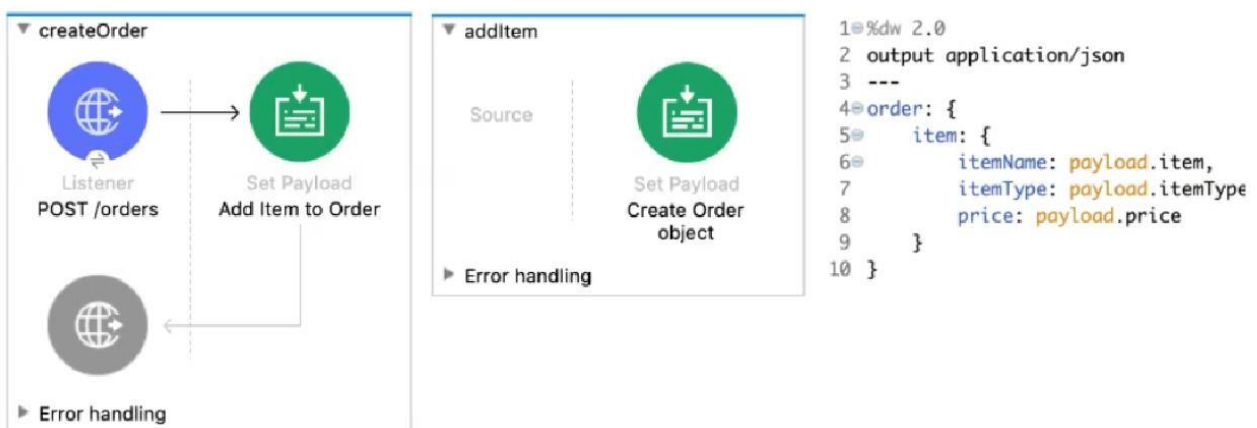 createOrder
Listener
POST /orders
Set Payload
Add Item to Order
Error handling
addItem
Source
Set Payload
Create Order
object
Error handling
1 %dw 2.0
2 output application/json
3 ---
4 order: {
5 item: {
6 itemName: payload.item,
7 itemType: payload.itemType
8 price: payload.price
9 }
10 }